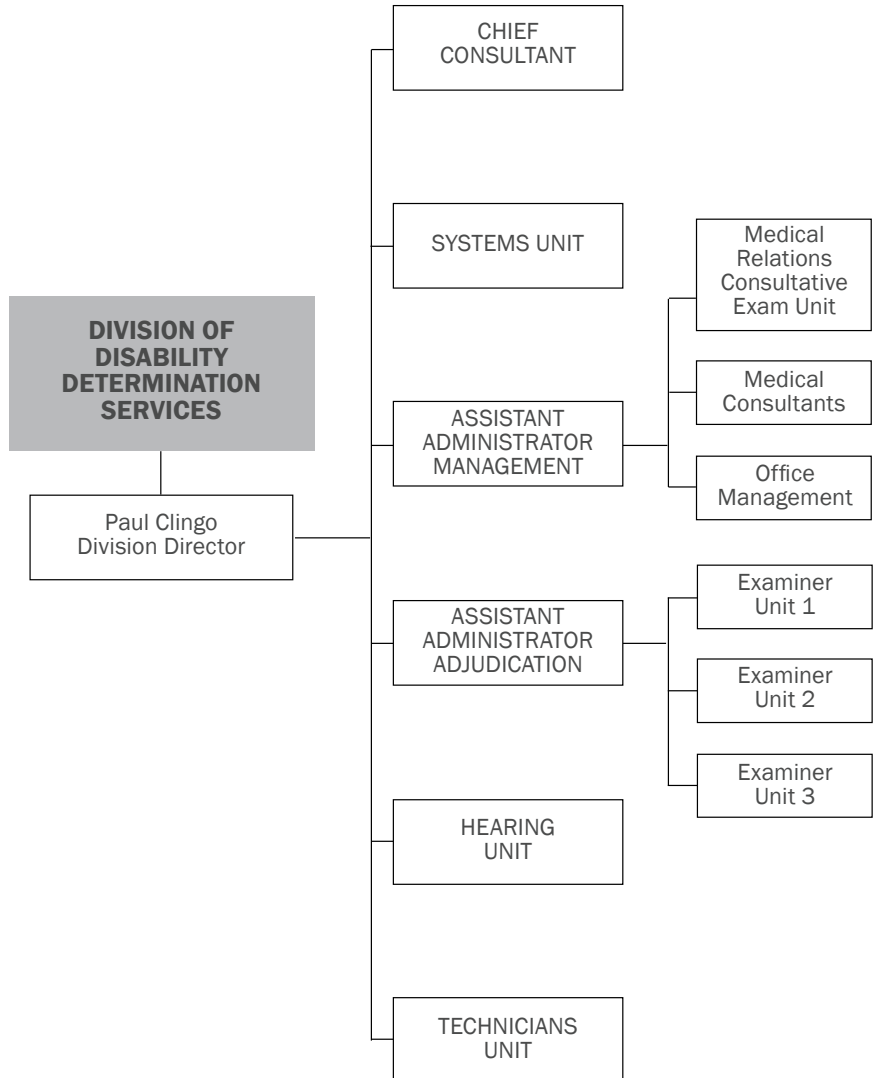 CHIEF
CONSULTANT
SYSTEMS UNIT
Medical
Relations
Consultative
Exam Unit
DIVISION OF
DISABILITY
DETERMINATION
SERVICES
Medical
Consultants
ASSISTANT
ADMINISTRATOR
MANAGEMENT
Office
Management
Paul Clingo
Division Director
Examiner
Unit 1
ASSISTANT
ADMINISTRATOR
ADJUDICATION
Examiner
Unit 2
Examiner
Unit 3
HEARING
UNIT
TECHNICIANS
UNIT